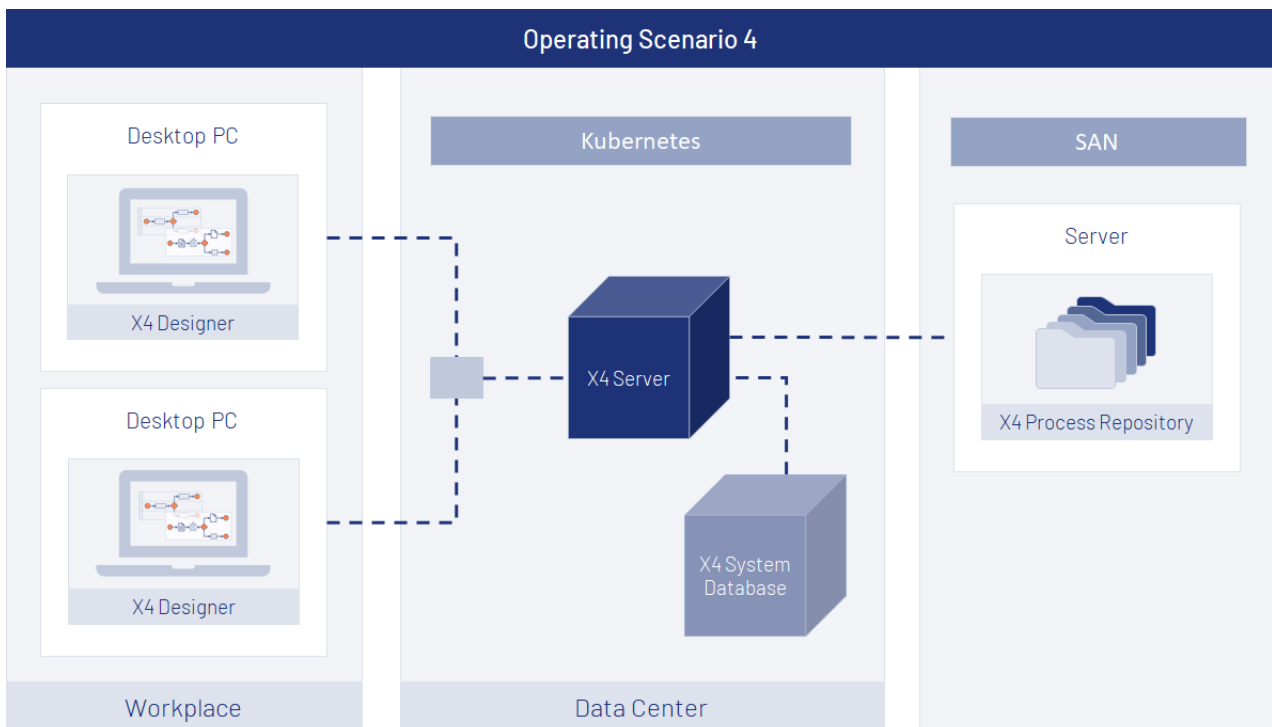 Operating Scenario 4
Desktop PC
X4 Designer
Desktop PC
X4 Designer
Workplace
Kubernetes
X4 Server
X4 System
Database
Data Center
SAN
Server
X4 Process Repository